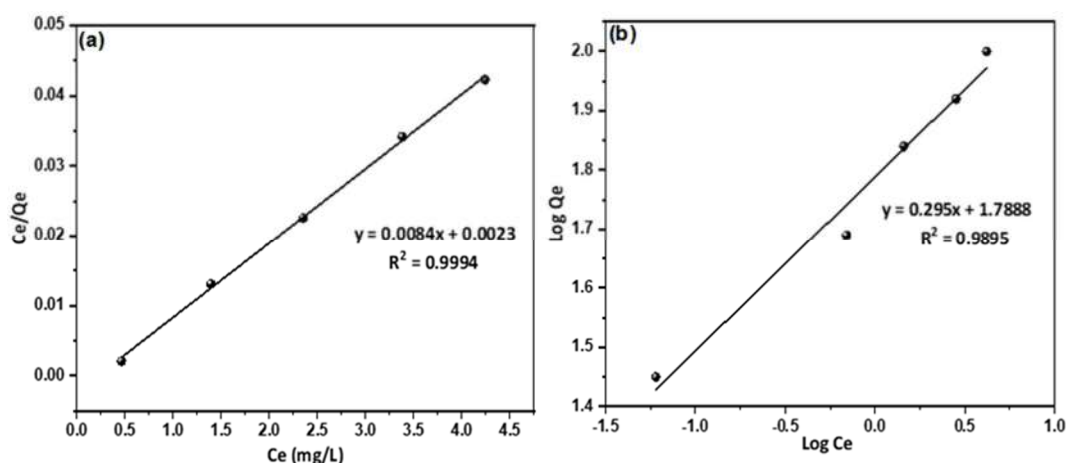 (a)
Ce/Qe
0.05
0.04
0.03
0.02
0.01
0.00
y = 0.0084x + 0.0023
R² = 0.9994
0.0 0.5 1.0 1.5 2.0 2.5 3.0 3.5 4.0 4.5
Ce (mg/L)
(b)
Log Qe
2.0
1.9
1.8
1.7
1.6
1.5
1.4
y = 0.295x + 1.7888
R² = 0.9895
-1.5 -1.0 -0.5 0.0 0.5 1.0
Log Ce